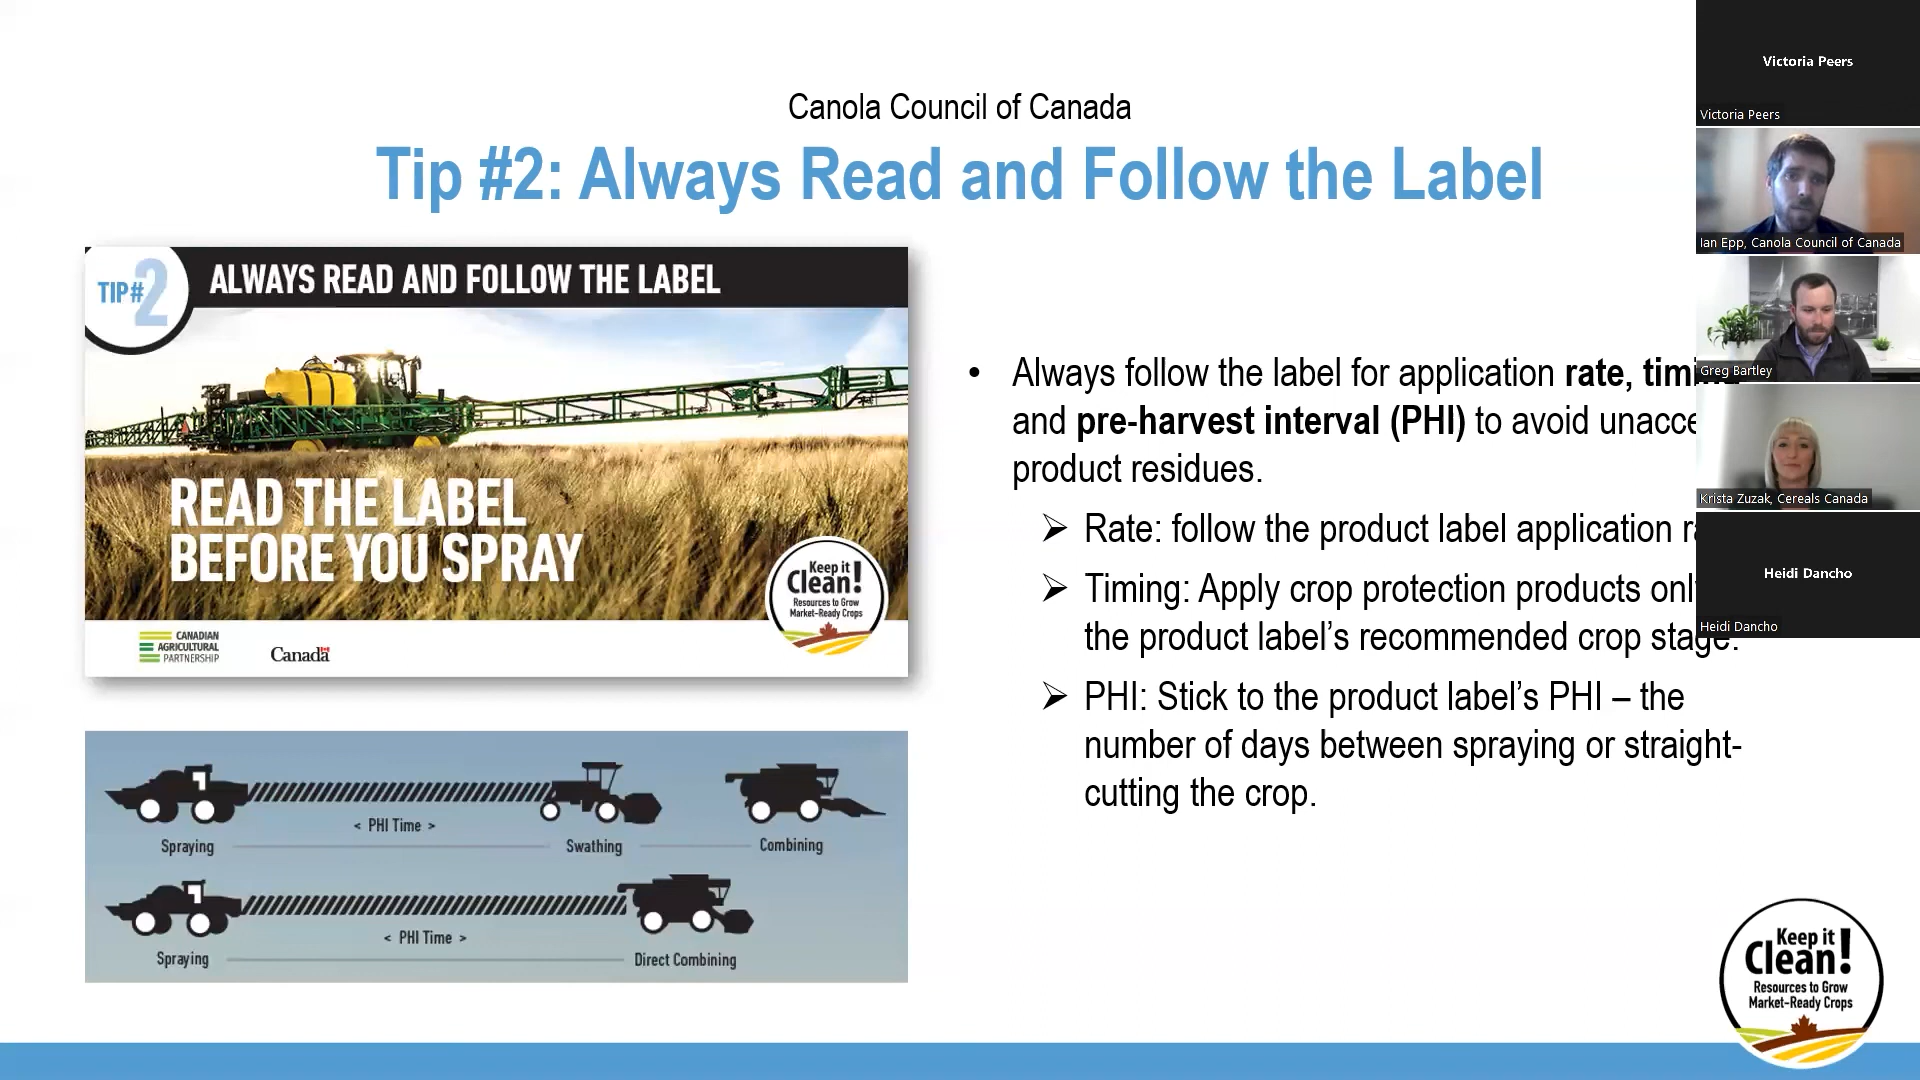 Canola Council of Canada
Tip #2: Always Read and Follow the Label
TIP#2
ALWAYS READ AND FOLLOW THE LABEL
READ THE LABEL
BEFORE YOU SPRAY
Keep it
Clean!
Resources to Grow
Market-Ready Crops
CANADIAN
AGRICULTURAL
PARTNERSHIP
Canada
< PHI Time >
Spraying
Swathing
Combining
< PHI Time >
Spraying
Direct Combining
• Always follow the label for application rate,
and pre-harvest interval (PHI) to avoid
product residues.
➢ Rate: follow the product label application
➢ Timing: Apply crop protection products
the product label’s recommended crop stage.
➢ PHI: Stick to the product label’s PHI – the
number of days between spraying or straight-
cutting the crop.
Victoria Peers
Victoria Peers
Ian Epp, Canola Council of Canada
Greg Bartley
Krista Zuzak, Cereals Canada
Heidi Dancho
Heidi Dancho
Keep it
Clean!
Resources to Grow
Market-Ready Crops